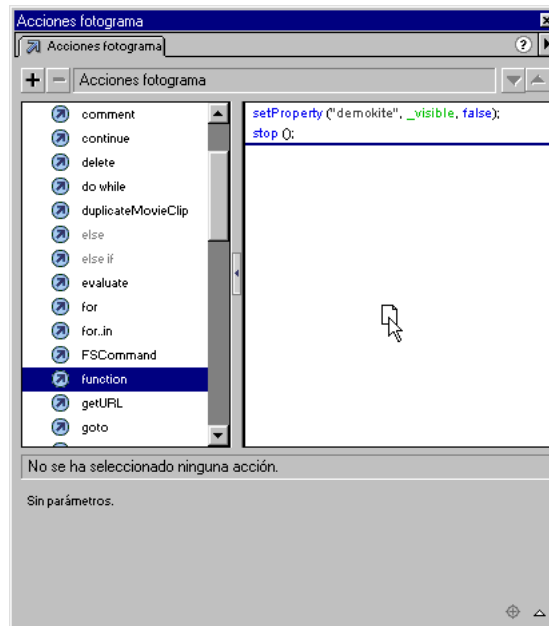 Acciones fotograma
Acciones fotograma
?
Acciones fotograma
comment
continue
delete
do while
duplicateMovieClip
else
else if
evaluate
for
for..in
FSCommand
function
getURL
goto
setProperty ("demokite", _visible, false);
stop ();
No se ha seleccionado ninguna acción.
Sin parámetros.